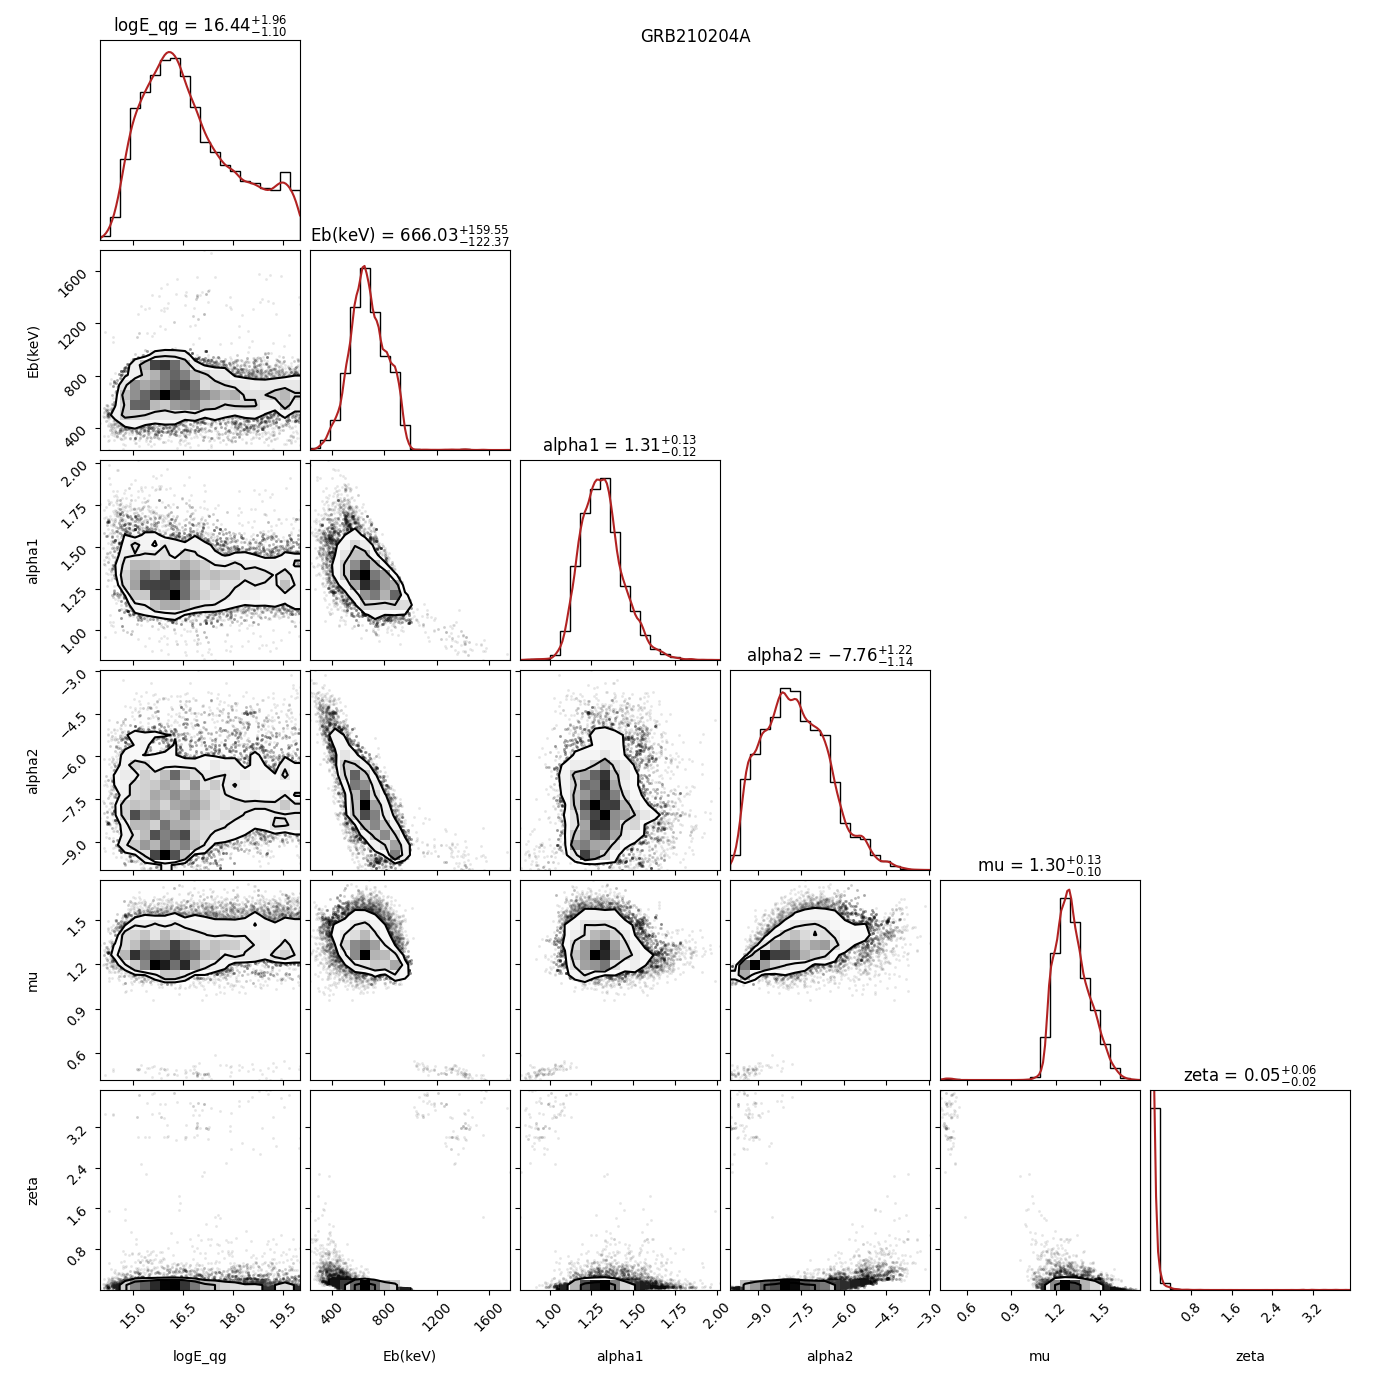 logE_qg = 16.44+1.96 −1.10
GRB210204A
Eb(keV) = 666.03+159.55 −122.37
1600
1200
800
400
Eb(keV)
alpha1 = 1.31+0.13 −0.12
2.00
1.75
1.50
1.25
1.00
alpha1
alpha2 = −7.76+1.22 −1.14
−3.0
−4.5
−6.0
−7.5
−9.0
alpha2
mu = 1.30+0.13 −0.10
1.5
1.2
0.9
0.6
mu
zeta = 0.05+0.06 −0.02
3.2
2.4
1.6
0.8
zeta
15.0 16.5 18.0 19.5 400 800 1200 1600 1.00 1.25 1.50 1.75 2.00 −9.0 −7.5 −6.0 −4.5 −3.0 0.6 0.9 1.2 1.5 0.8 1.6 2.4 3.2
logE_qg Eb(keV) alpha1 alpha2 mu zeta